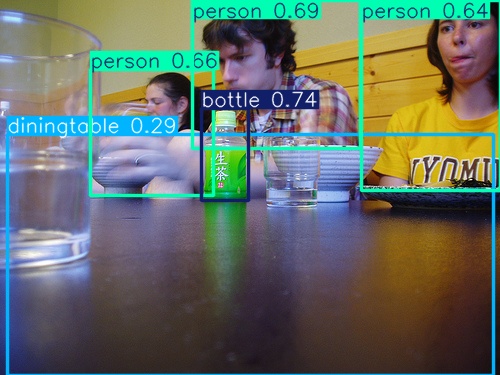 person 0.69
person 0.64
person 0.66
bottle 0.74
diningtable 0.29
生茶
WYOMI